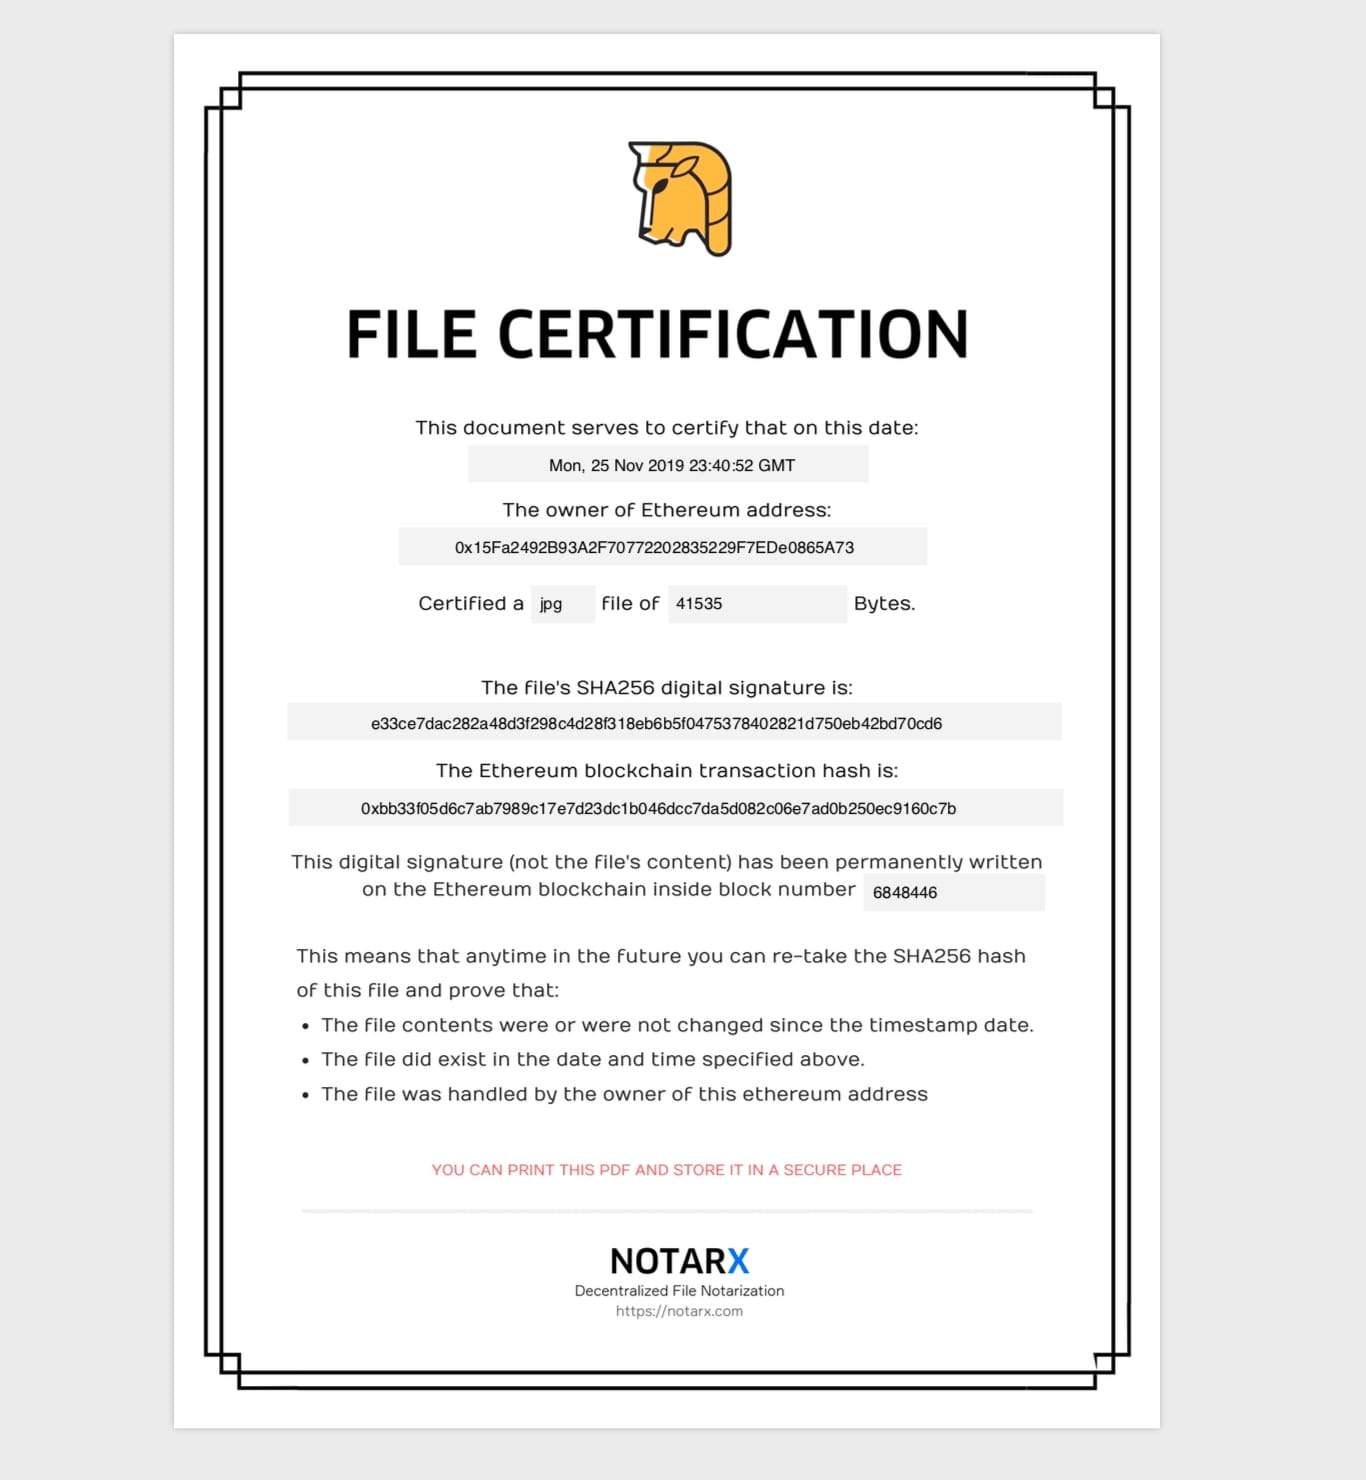 FILE CERTIFICATION
This document serves to certify that on this date:
Mon, 25 Nov 2019 23:40:52 GMT
The owner of Ethereum address:
0x15Fa2492B93A2F70772202835229F7EDe0865A73
Certified a jpg file of 41535 Bytes.
The file's SHA256 digital signature is:
e33ce7dac282a48d3f298c4d28f318eb6b5f0475378402821d750eb42bd70cd6
The Ethereum blockchain transaction hash is:
0xbb33f05d6c7ab7989c17e7d23dc1b046dcc7da5d082c06e7ad0b250ec9160c7b
This digital signature (not the file's content) has been permanently written
on the Ethereum blockchain inside block number 6848446
This means that anytime in the future you can re-take the SHA256 hash
of this file and prove that:
• The file contents were or were not changed since the timestamp date.
• The file did exist in the date and time specified above.
• The file was handled by the owner of this ethereum address
YOU CAN PRINT THIS PDF AND STORE IT IN A SECURE PLACE
NOTARX
Decentralized File Notarization
https://notarx.com